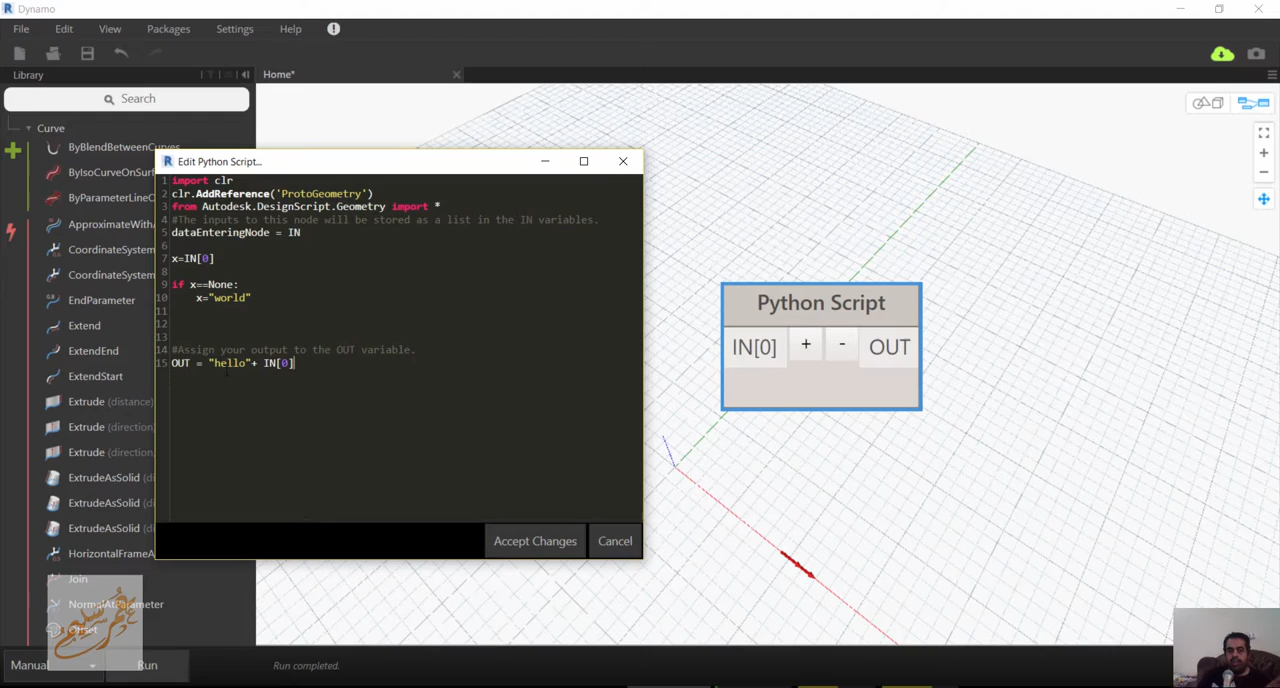 Dynamo
File Edit View Packages Settings Help
Library
Home*
Search
Curve
ByBlendBetweenCurves
ByIsoCurveOnSurf
ByParameterLineC
ApproximateWith
CoordinateSystem
CoordinateSystem
EndParameter
Extend
ExtendEnd
ExtendStart
Extrude (distance)
Extrude (direction
Extrude (direction
ExtrudeAsSolid (di
ExtrudeAsSolid (di
ExtrudeAsSolid (di
HorizontalFrameA
Join
NormalAtParameter
Offset
Manual Run
Run completed.
Edit Python Script...
1 import clr
2 clr.AddReference('ProtoGeometry')
3 from Autodesk.DesignScript.Geometry import *
4 #The inputs to this node will be stored as a list in the IN variables.
5 dataEnteringNode = IN
6
7 x=IN[0]
8
9 if x==None:
10 x="world"
11
12
13
14 #Assign your output to the OUT variable.
15 OUT = "hello"+ IN[0]
Accept Changes Cancel
Python Script
IN[0] + - OUT